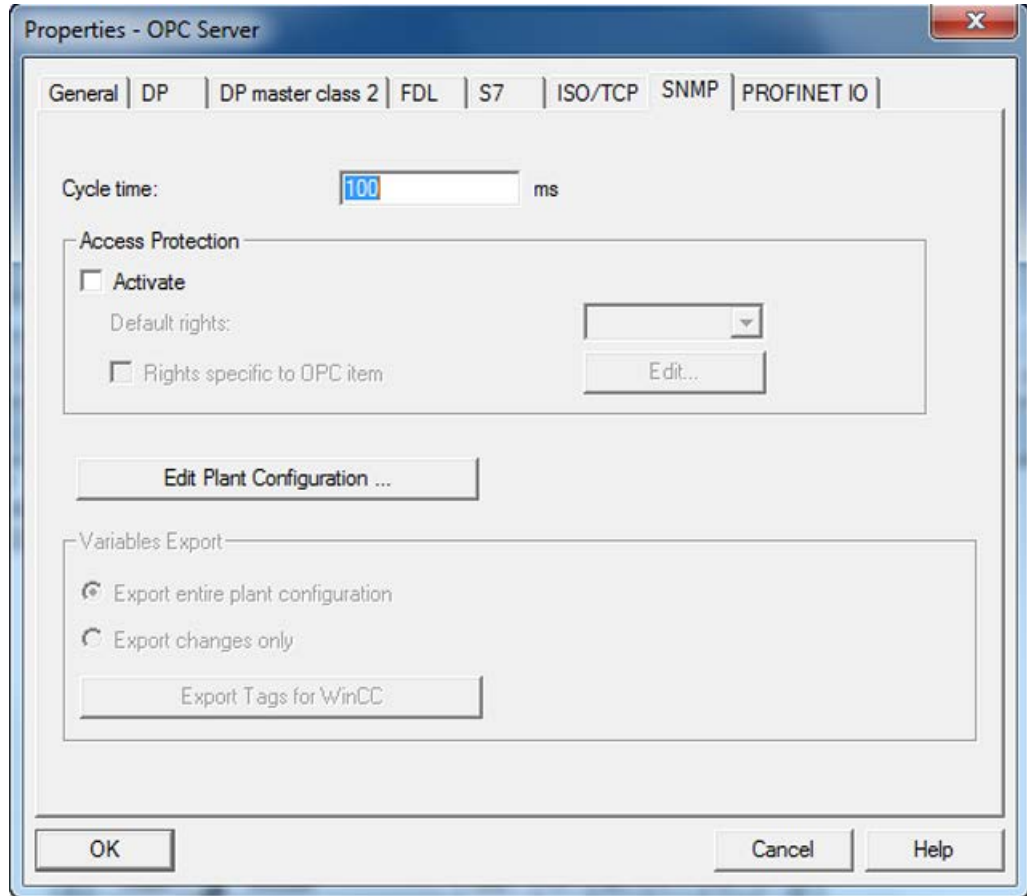 Properties - OPC Server
General DP DP master class 2 FDL S7 ISO/TCP SNMP PROFINET IO
Cycle time: 100 ms
Access Protection
Activate
Default rights:
Rights specific to OPC item Edit...
Edit Plant Configuration ...
Variables Export
Export entire plant configuration
Export changes only
Export Tags for WinCC
OK Cancel Help